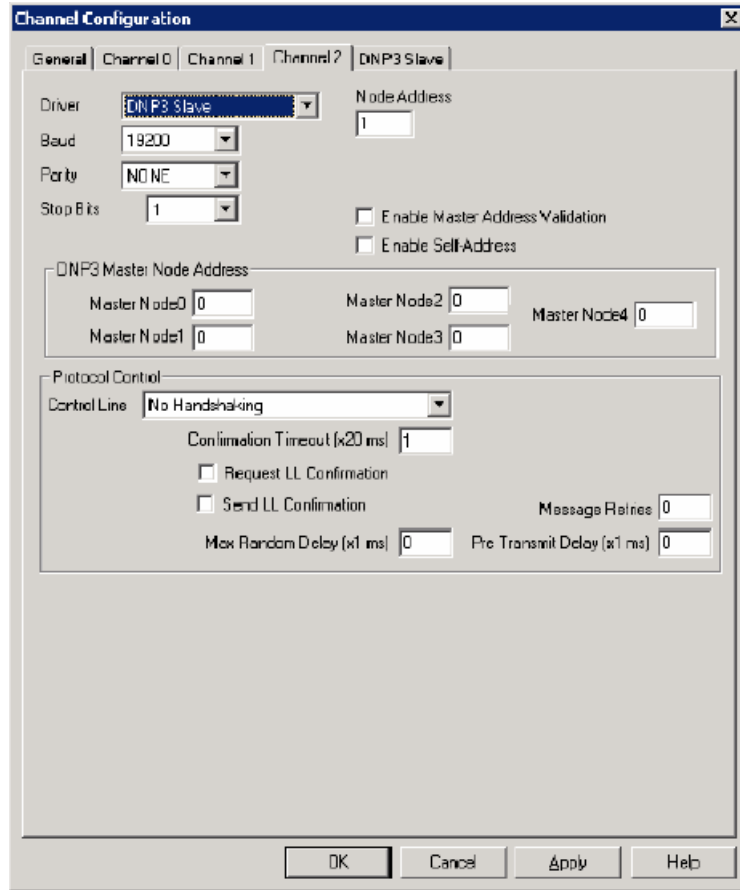 Channel Configuration
General Channel 0 Channel 1 Channel 2 DNP3 Slave
Driver DNP3 Slave Node Address
1
Baud 19200
Parity NONE
Stop Bits 1
Enable Master Address Validation
Enable Self-Address
DNP3 Master Node Address
Master Node0 0 Master Node2 0 Master Node4 0
Master Node1 0 Master Node3 0
Protocol Control
Control Line No Handshaking
Confirmation Timeout (x20 ms) 1
Request LL Confirmation
Send LL Confirmation Message Retries 0
Max Random Delay (x1 ms) 0 Pre Transmit Delay (x1 ms) 0
OK Cancel Apply Help